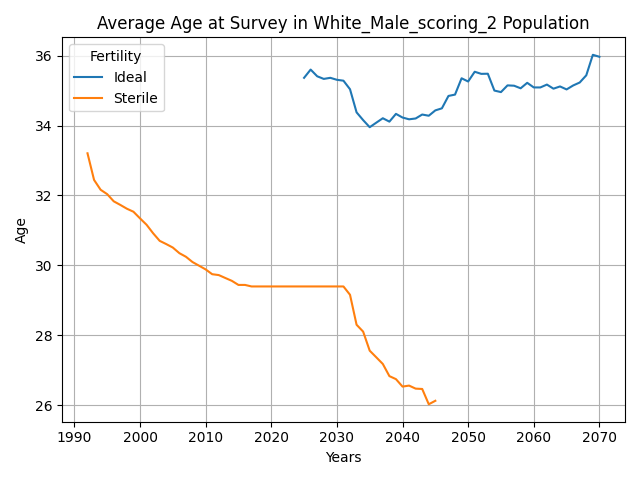 Average Age at Survey in White_Male_scoring_2 Population
Fertility
Ideal
Sterile
Age
36
34
32
30
28
26
1990 2000 2010 2020 2030 2040 2050 2060 2070
Years